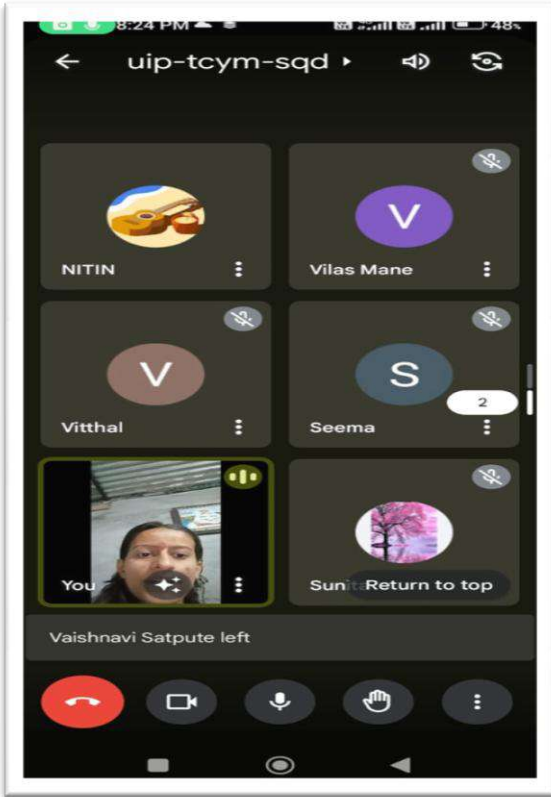 8:24 PM 48%
uip-tcym-sqd
V
NITIN Vilas Mane
V S
2
Vitthal Seema
You Sunit Return to top
Vaishnavi Satpute left